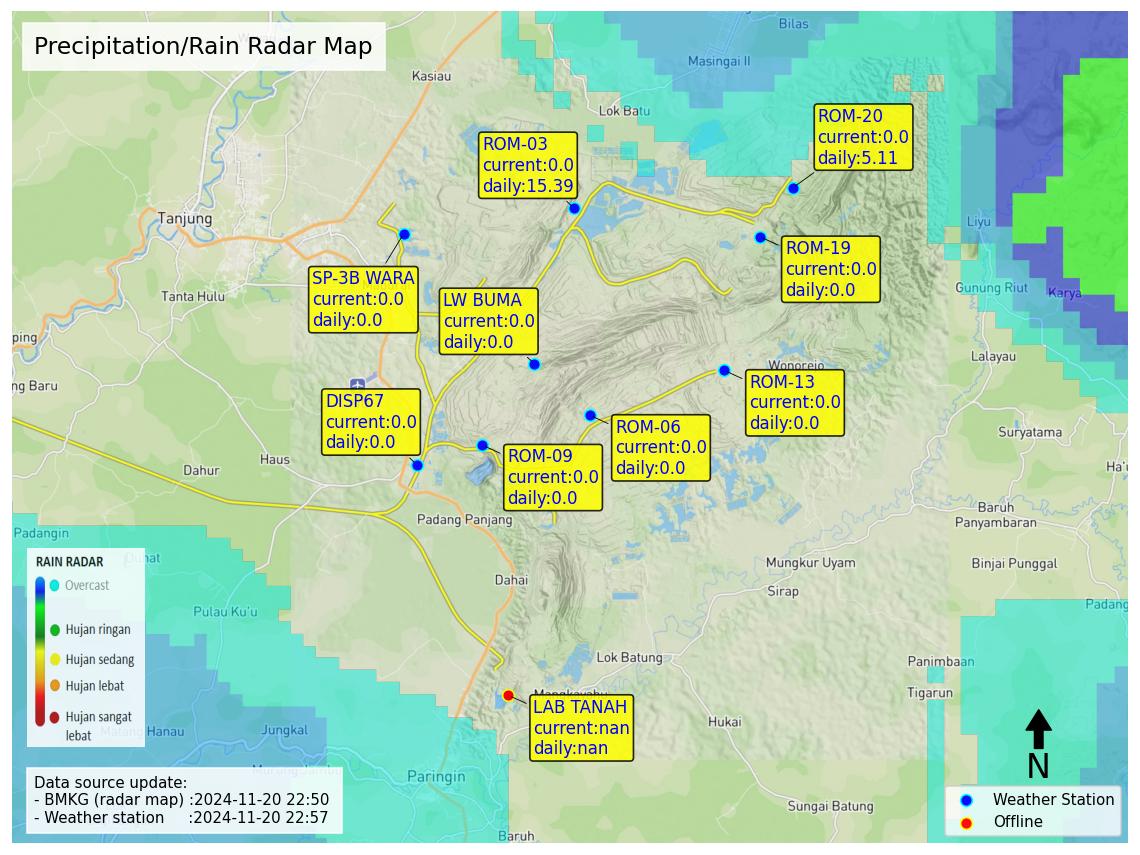 Precipitation/Rain Radar Map
Bilas
Masingai II
Kasiau
Lok Batu
ROM-20
current:0.0
daily:5.11
ROM-03
current:0.0
daily:15.39
Tanjung
Liyu
ROM-19
current:0.0
daily:0.0
SP-3B WARA
current:0.0
daily:0.0
Tanta Hulu
LW BUMA
current:0.0
daily:0.0
Gunung Riut
Karya
ping
Lalayau
Wonorejo
ng Baru
ROM-13
current:0.0
daily:0.0
DISP67
current:0.0
daily:0.0
ROM-06
current:0.0
daily:0.0
Suryatama
ROM-09
current:0.0
daily:0.0
Haus
Dahur
Ha'u
Padang Panjang
Baruh
Panyambaran
Padangin
Mungkur Uyam
Binjai Punggal
Dahai
Sirap
Padang
Pulau Ku'u
RAIN RADAR
Overcast
Hujan ringan
Hujan sedang
Hujan lebat
Hujan sangat
lebat
Lok Batung
Panimbaan
Tigarun
Mangkayahu
LAB TANAH
current:nan
daily:nan
Hukai
Jungkal
Matang Hanau
Paringin
Sungai Batung
Baruh
N
Data source update:
- BMKG (radar map) :2024-11-20 22:50
- Weather station :2024-11-20 22:57
Weather Station
Offline